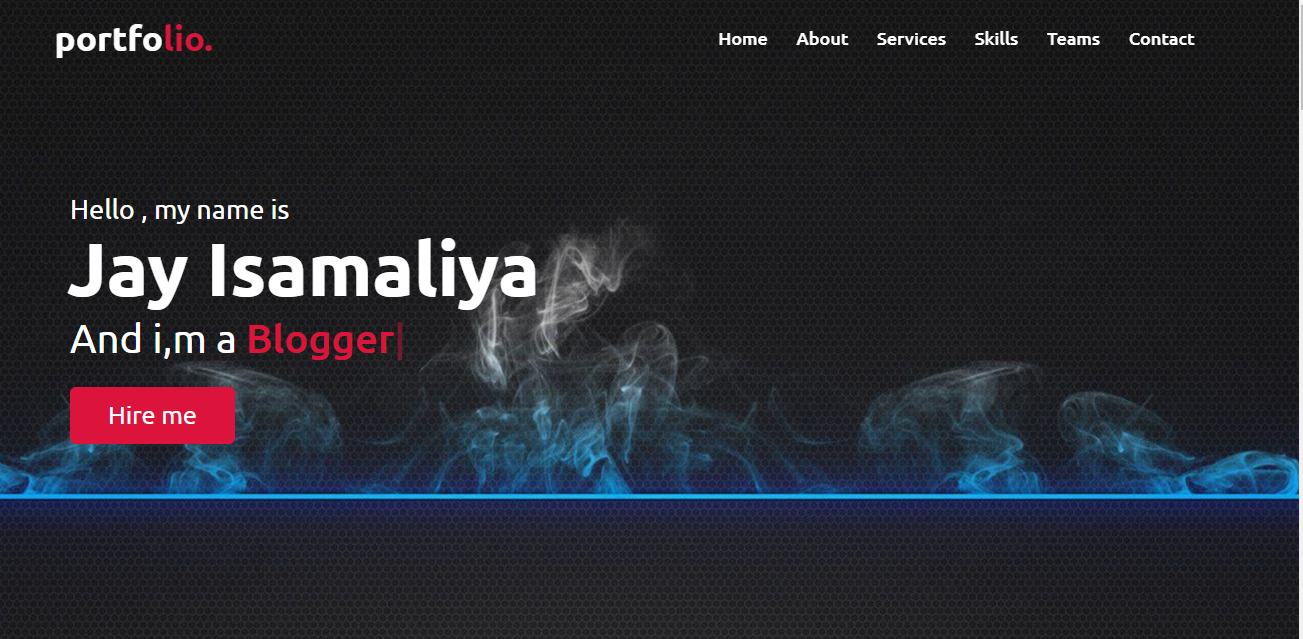 portfolio.
Home About Services Skills Teams Contact
Hello , my name is
Jay Isamaliya
And i,m a Blogger|
Hire me